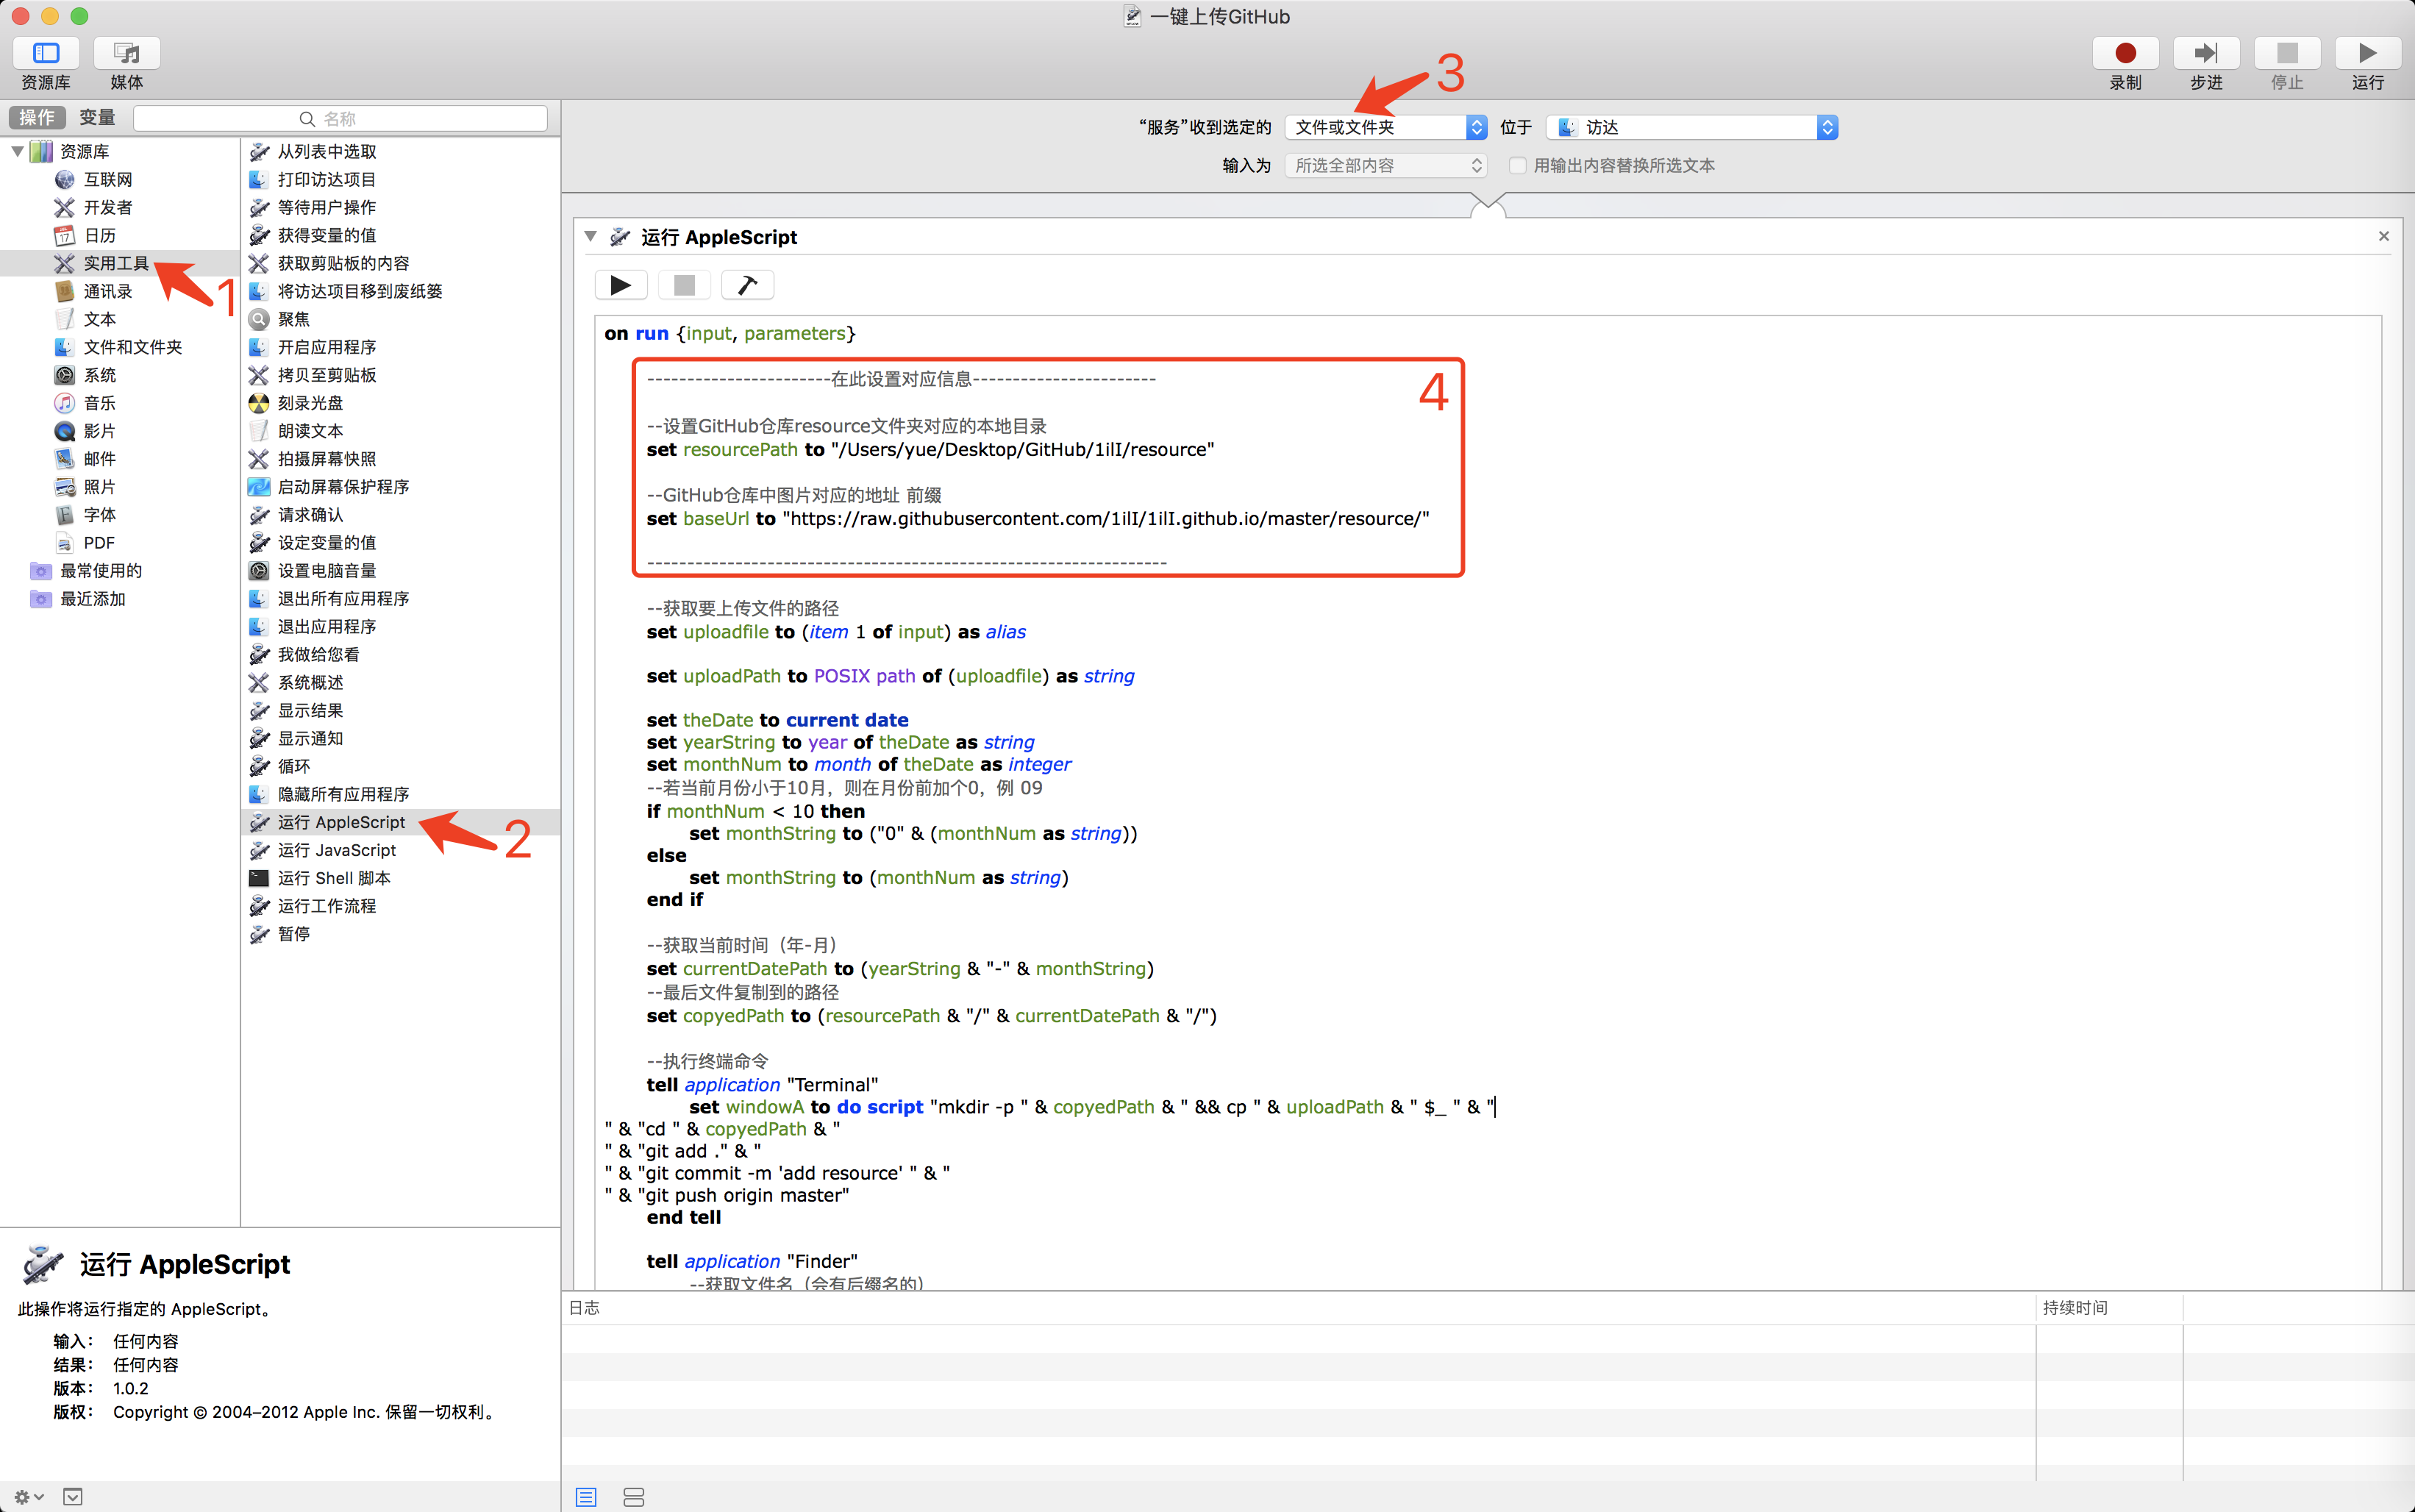 一键上传GitHub
资源库
媒体
录制
步进
停止
运行
操作
变量
名称
“服务”收到选定的
文件或文件夹
位于
访达
输入为
所选全部内容
用输出内容替换所选文本
3
资源库
互联网
开发者
日历
实用工具
1
通讯录
文本
文件和文件夹
系统
音乐
影片
邮件
照片
字体
PDF
最常使用的
最近添加
从列表中选取
打印访达项目
等待用户操作
获得变量的值
获取剪贴板的内容
将访达项目移到废纸篓
聚焦
开启应用程序
拷贝至剪贴板
刻录光盘
朗读文本
拍摄屏幕快照
启动屏幕保护程序
请求确认
设定变量的值
设置电脑音量
退出所有应用程序
退出应用程序
我做给您看
系统概述
显示结果
显示通知
循环
隐藏所有应用程序
运行 AppleScript
2
运行 JavaScript
运行 Shell 脚本
运行工作流程
暂停
运行 AppleScript
on run {input, parameters}
-----------------------在此设置对应信息-----------------------
4
--设置GitHub仓库resource文件夹对应的本地目录
set resourcePath to "/Users/yue/Desktop/GitHub/1ilI/resource"
--GitHub仓库中图片对应的地址 前缀
set baseUrl to "https://raw.githubusercontent.com/1ilI/1ilI.github.io/master/resource/"
-----------------------------------------------------------------
--获取要上传文件的路径
set uploadfile to (item 1 of input) as alias
set uploadPath to POSIX path of (uploadfile) as string
set theDate to current date
set yearString to year of theDate as string
set monthNum to month of theDate as integer
--若当前月份小于10月，则在月份前加个0，例 09
if monthNum < 10 then
set monthString to ("0" & (monthNum as string))
else
set monthString to (monthNum as string)
end if
--获取当前时间（年-月）
set currentDatePath to (yearString & "-" & monthString)
--最后文件复制到的路径
set copyedPath to (resourcePath & "/" & currentDatePath & "/")
--执行终端命令
tell application "Terminal"
set windowA to do script "mkdir -p " & copyedPath & " && cp " & uploadPath & " $_ " & "
" & "cd " & copyedPath & "
" & "git add ." & "
" & "git commit -m 'add resource' " & "
" & "git push origin master"
end tell
tell application "Finder"
--获取文件名（会有后缀名的）
运行 AppleScript
此操作将运行指定的 AppleScript。
输入： 任何内容
结果： 任何内容
版本： 1.0.2
版权： Copyright © 2004–2012 Apple Inc. 保留一切权利。
日志
持续时间